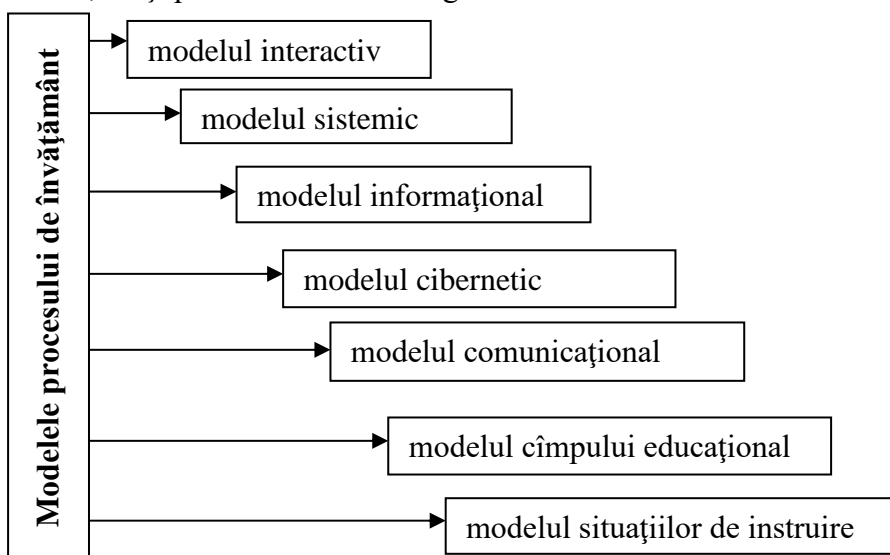 Modelele procesului de învăţământ
modelul interactiv
modelul sistemic
modelul informaţional
modelul cibernetic
modelul comunicaţional
modelul cîmpului educaţional
modelul situaţiilor de instruire